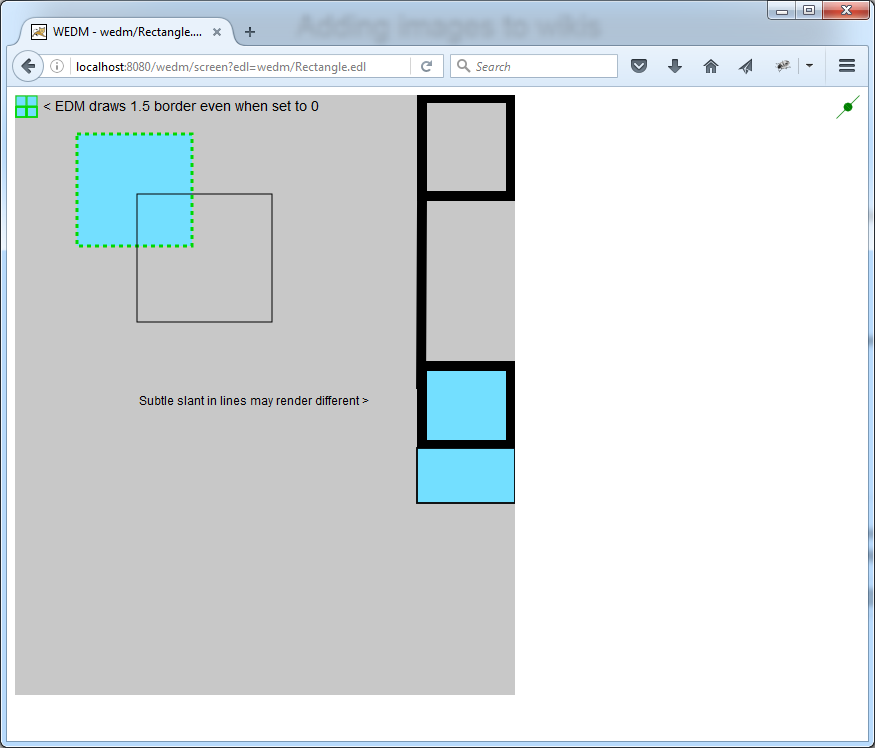 Adding images to wikis
WEDM - wedm/Rectangle....
localhost:8080/wedm/screen?edl=wedm/Rectangle.edl
Search
< EDM draws 1.5 border even when set to 0
Subtle slant in lines may render different >